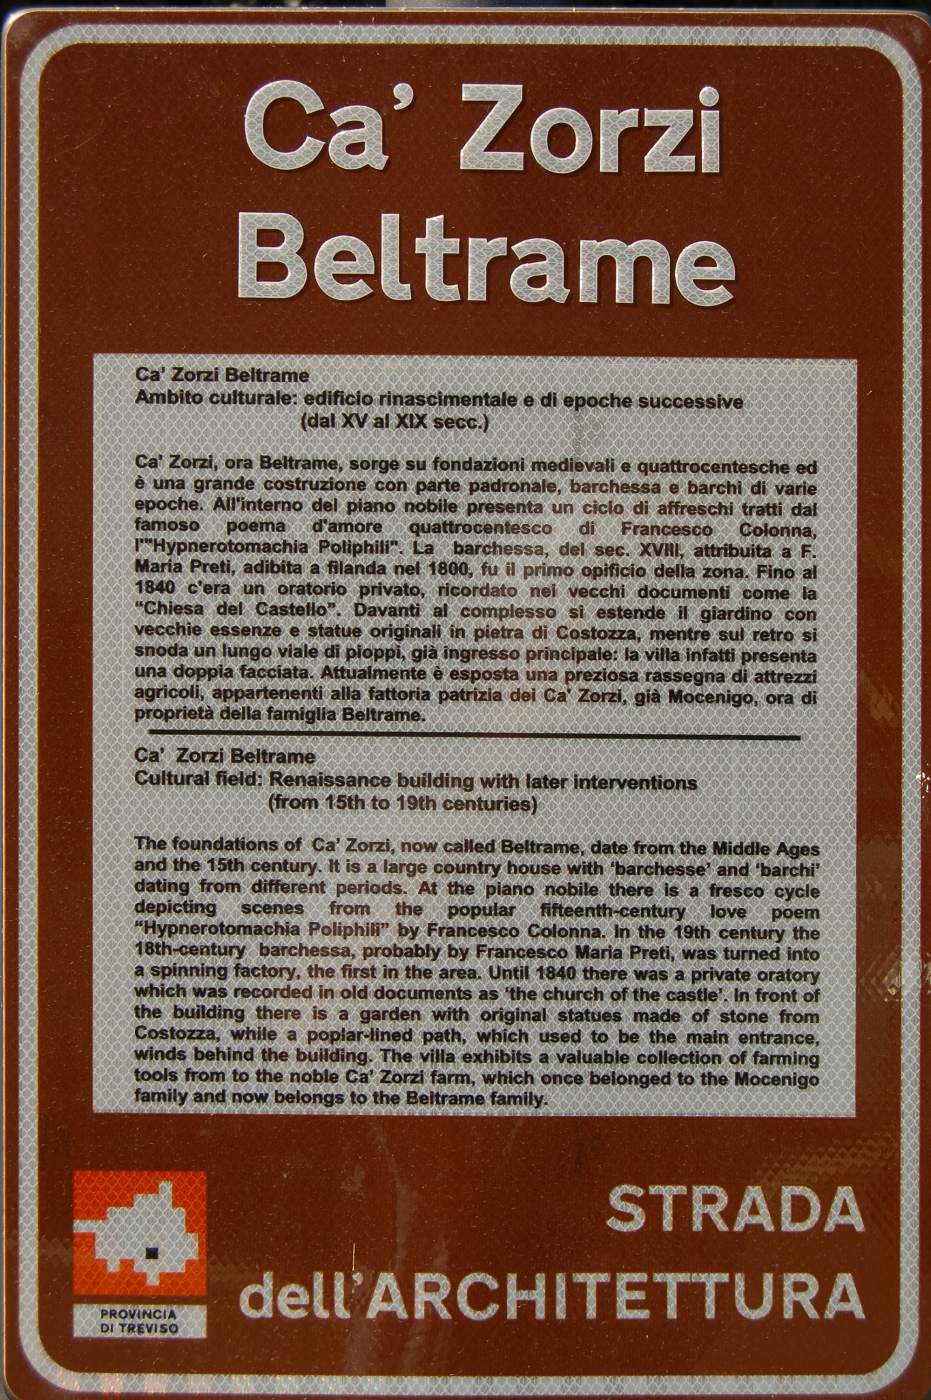 Ca’ Zorzi
Beltrame
Ca’ Zorzi Beltrame
Ambito culturale: edificio rinascimentale e di epoche successive
(dal XV al XIX secc.)
Ca’ Zorzi, ora Beltrame, sorge su fondazioni medievali e quattrocentesche ed
è una grande costruzione con parte padronale, barchessa e barchi di varie
epoche. All'interno del piano nobile presenta un ciclo di affreschi tratti dal
famoso poema d'amore quattrocentesco di Francesco Colonna,
l'"Hypnerotomachia Poliphili". La barchessa, del sec. XVIII, attribuita a F.
Maria Preti, adibita a filanda nel 1800, fu il primo opificio della zona. Fino al
1840 c'era un oratorio privato, ricordato nei vecchi documenti come la
“Chiesa del Castello”. Davanti al complesso si estende il giardino con
vecchie essenze e statue originali in pietra di Costozza, mentre sul retro si
snoda un lungo viale di pioppi, già ingresso principale: la villa infatti presenta
una doppia facciata. Attualmente è esposta una preziosa rassegna di attrezzi
agricoli, appartenenti alla fattoria patrizia dei Ca’ Zorzi, già Mocenigo, ora di
proprietà della famiglia Beltrame.
Ca’ Zorzi Beltrame
Cultural field: Renaissance building with later interventions
(from 15th to 19th centuries)
The foundations of Ca’ Zorzi, now called Beltrame, date from the Middle Ages
and the 15th century. It is a large country house with ‘barchesse’ and ‘barchi’
dating from different periods. At the piano nobile there is a fresco cycle
depicting scenes from the popular fifteenth-century love poem
“Hypnerotomachia Poliphili” by Francesco Colonna. In the 19th century the
18th-century barchessa, probably by Francesco Maria Preti, was turned into
a spinning factory, the first in the area. Until 1840 there was a private oratory
which was recorded in old documents as ‘the church of the castle’. In front of
the building there is a garden with original statues made of stone from
Costozza, while a poplar-lined path, which used to be the main entrance,
winds behind the building. The villa exhibits a valuable collection of farming
tools from to the noble Ca’ Zorzi farm, which once belonged to the Mocenigo
family and now belongs to the Beltrame family.
STRADA
dell’ARCHITETTURA
PROVINCIA
DI TREVISO